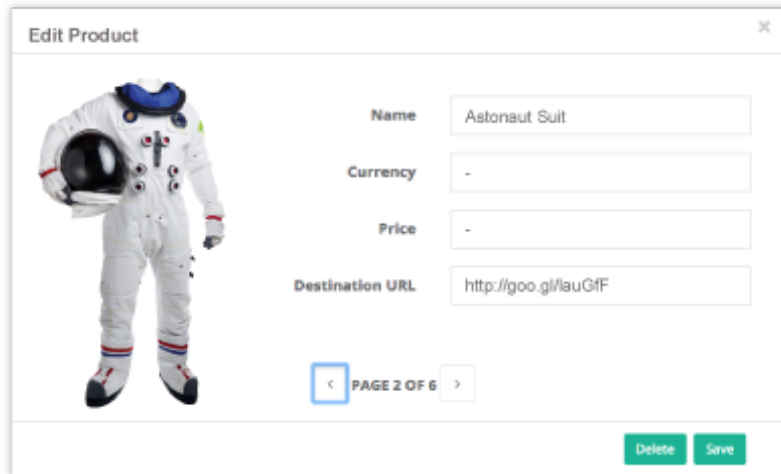 Edit Product
×
Name
Astonaut Suit
Currency
-
Price
-
Destination URL
http://goo.gl/lauGfF
< PAGE 2 OF 6 >
Delete Save